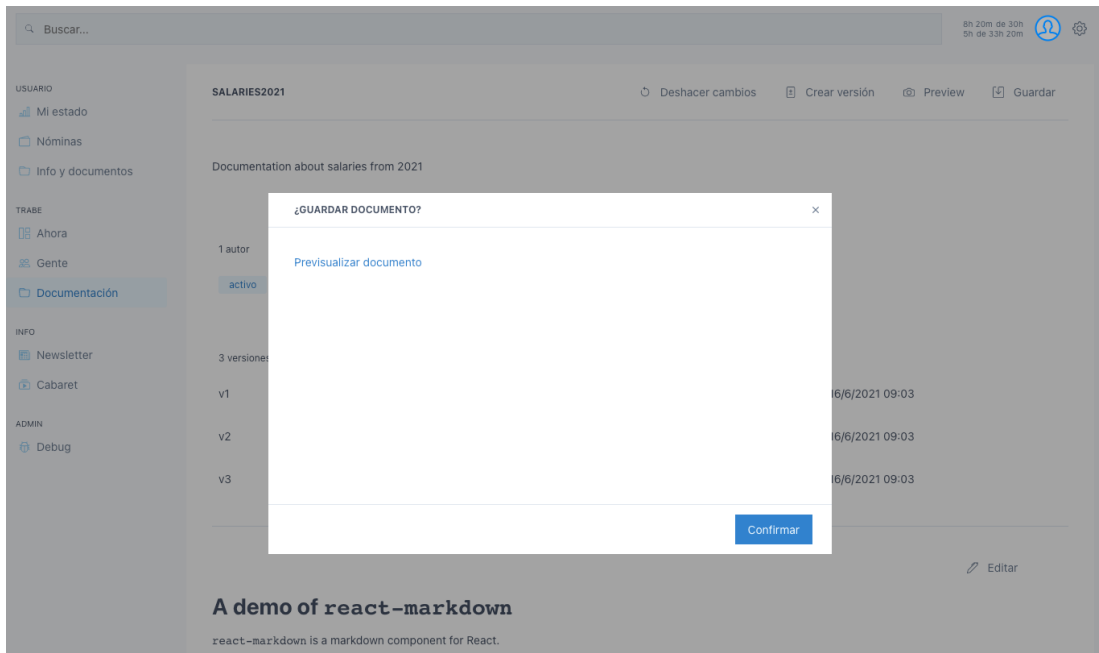 Buscar...
8h 20m de 30h
5h de 33h 20m
USUARIO
Mi estado
Nóminas
Info y documentos
TRABE
Ahora
Gente
Documentación
INFO
Newsletter
Cabaret
ADMIN
Debug
SALARIES2021
Deshacer cambios
Crear versión
Preview
Guardar
Documentation about salaries from 2021
¿GUARDAR DOCUMENTO?
×
Previsualizar documento
Confirmar
1 autor
activo
3 versiones
v1
16/6/2021 09:03
v2
16/6/2021 09:03
v3
16/6/2021 09:03
Editar
A demo of react-markdown
react-markdown is a markdown component for React.